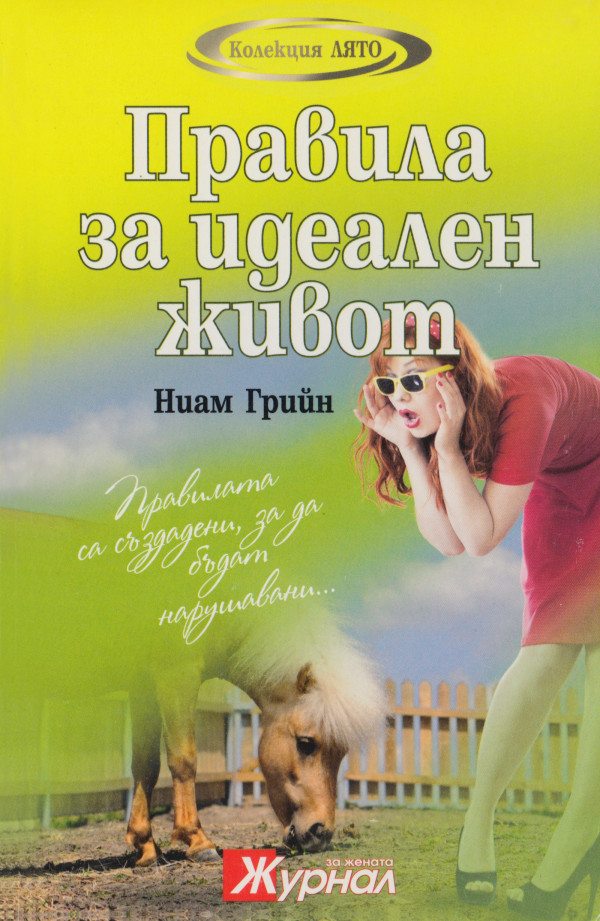 Колекция ЛЯТО
Правила
за идеален
живот
Ниам Грийн
Правилата
са създадени, за да
бъдат
нарушавани...
за жената
Журнал